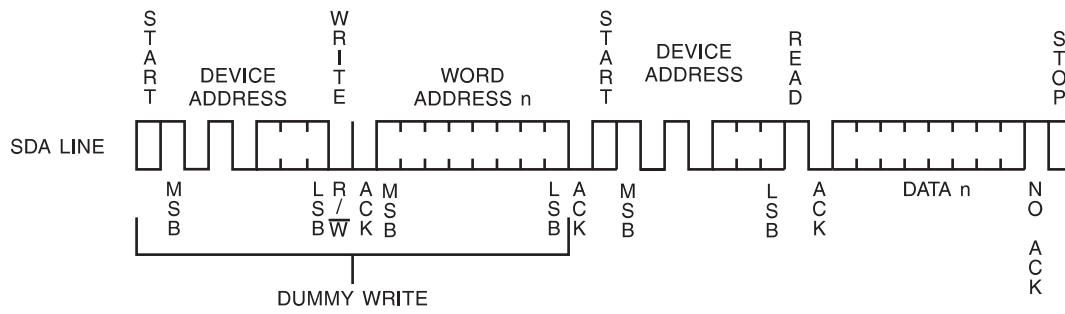 START
WRITE
START
READ
STOP
DEVICE
ADDRESS
WORD
ADDRESS n
DEVICE
ADDRESS
SDA LINE
MSB
LSB
R/W
ACK
MSB
LSB
ACK
MSB
LSB
ACK
DATA n
NO ACK
DUMMY WRITE